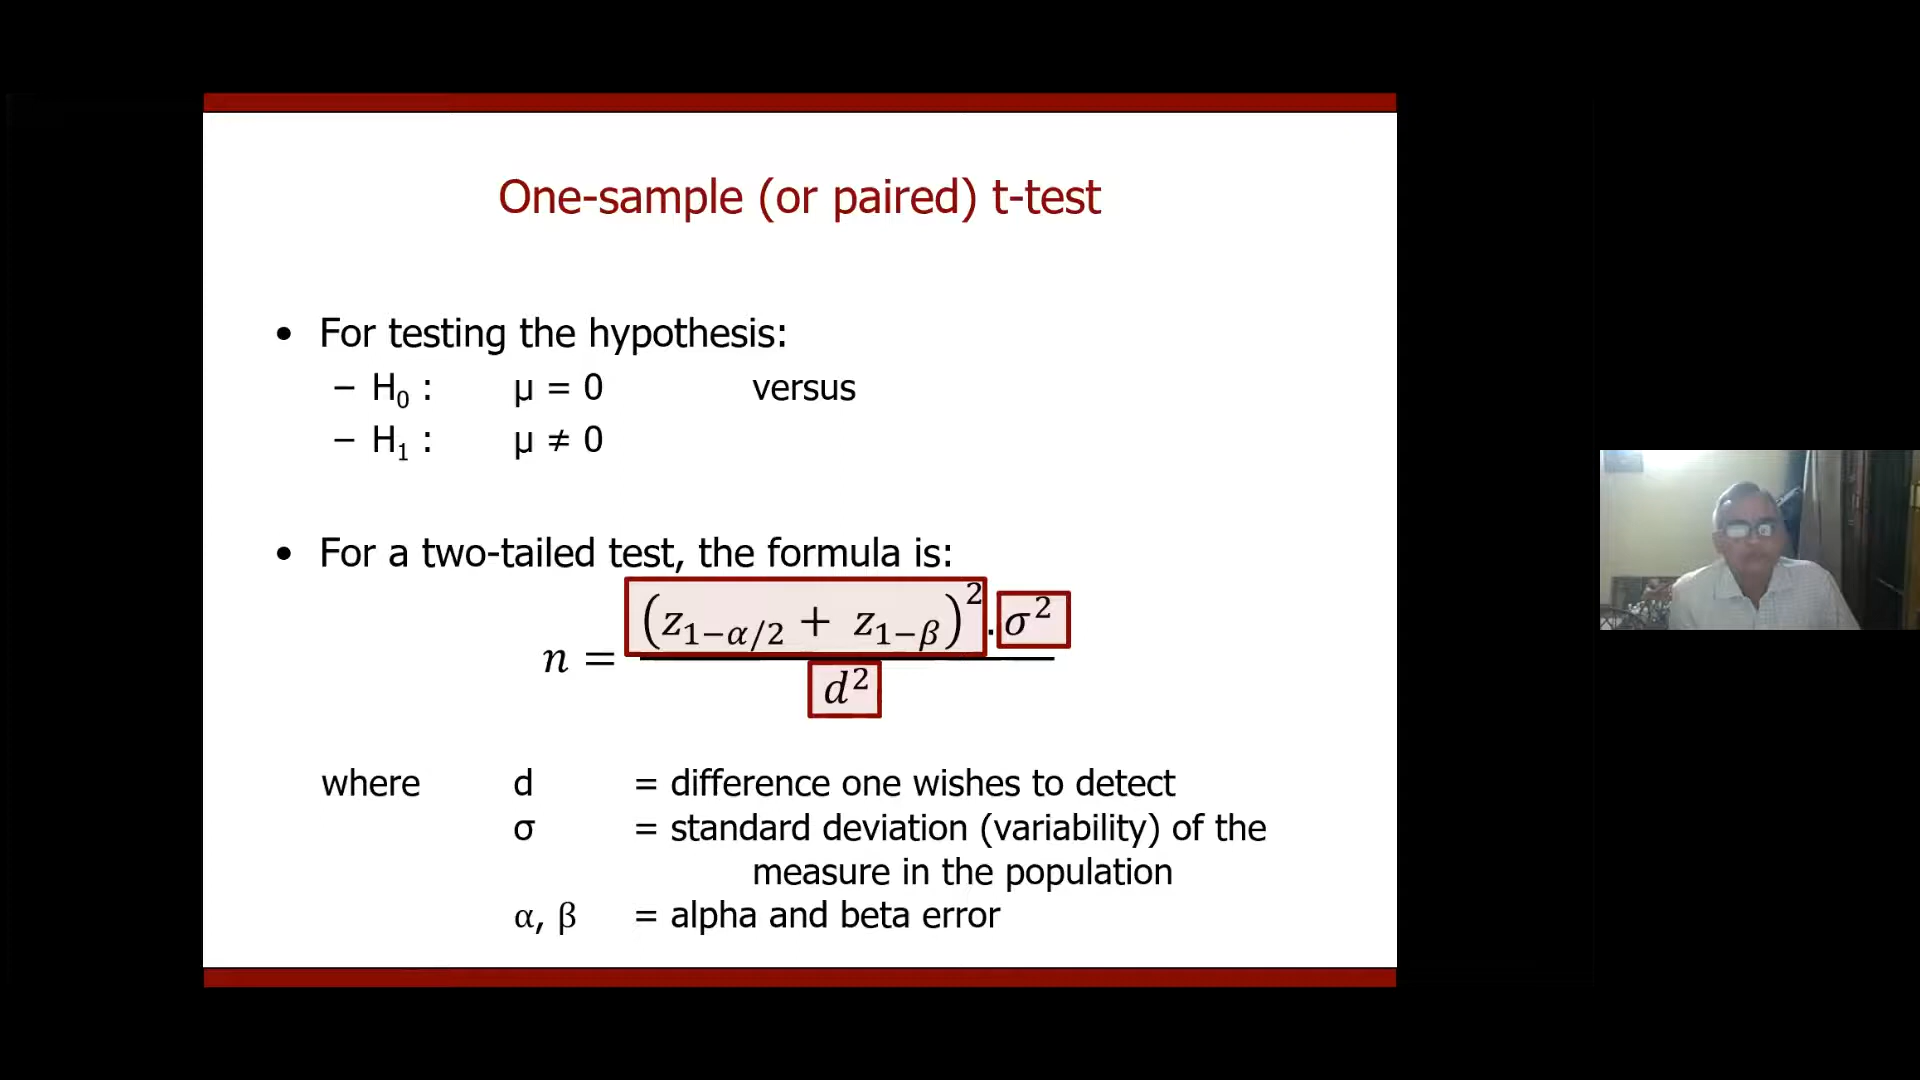 One-sample (or paired) t-test
• For testing the hypothesis:
– H₀ : μ = 0 versus
– H₁ : μ ≠ 0
• For a two-tailed test, the formula is:
n = (z₁₋α/₂ + z₁₋β)² . σ² / d²
where d = difference one wishes to detect
σ = standard deviation (variability) of the
measure in the population
α, β = alpha and beta error